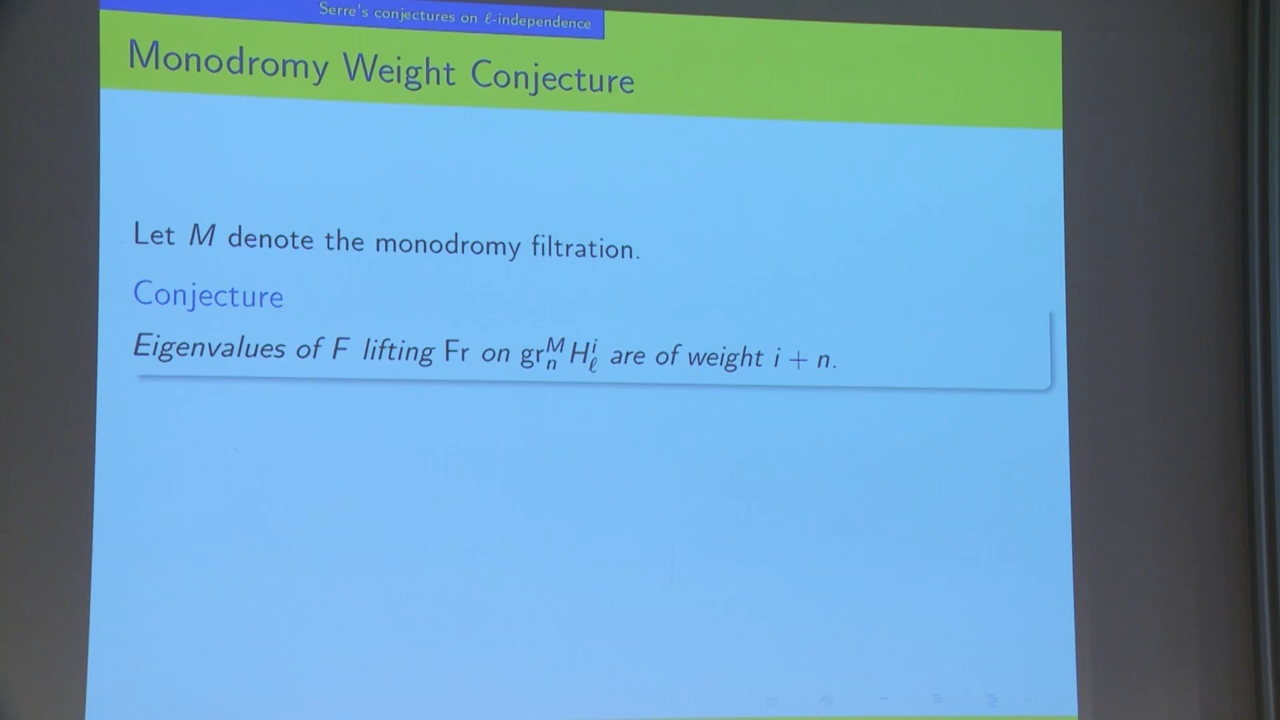 Serre's conjectures on ℓ-independence
Monodromy Weight Conjecture
Let M denote the monodromy filtration.
Conjecture
Eigenvalues of F lifting Fr on gr_n^M H_ℓ^i are of weight i + n.